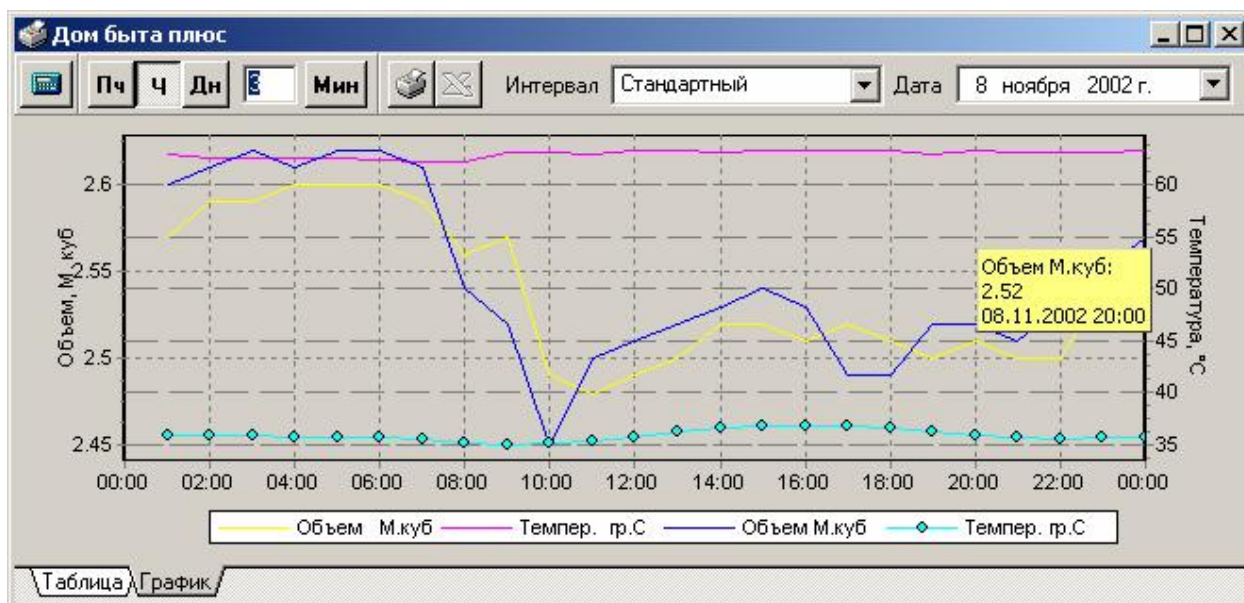 Дом быта плюс
Пч Ч Дн 3 Мин Интервал Стандартный Дата 8 ноября 2002 г.
Объем, М.куб
2.6
2.55
2.5
2.45
60
55
50
45
40
35
Температура, °C
Объем М.куб:
2.52
08.11.2002 20:00
00:00 02:00 04:00 06:00 08:00 10:00 12:00 14:00 16:00 18:00 20:00 22:00 00:00
Объем М.куб Темпер. гр.С Объем М.куб Темпер. гр.С
Таблица График